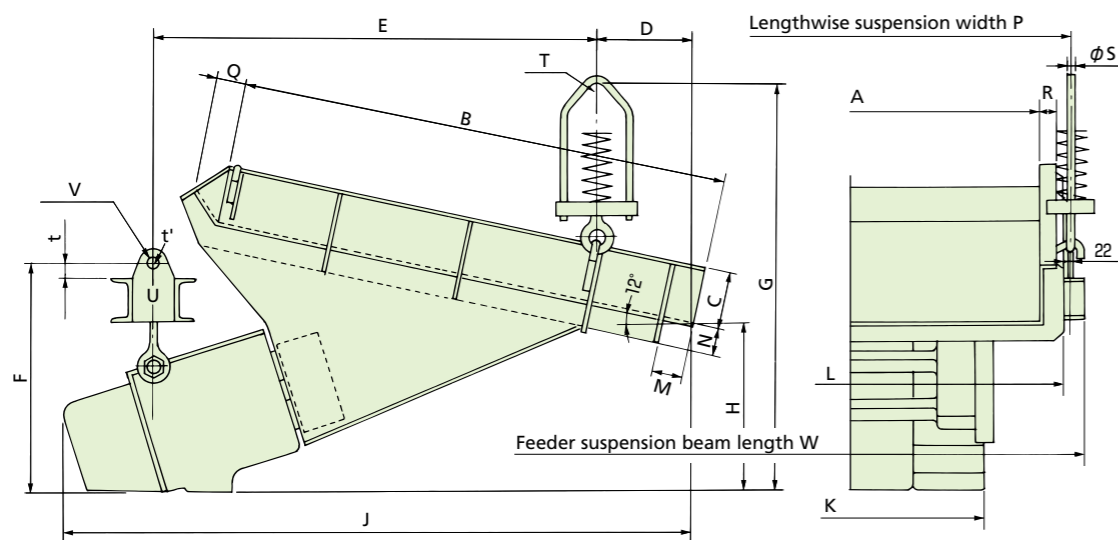 E
D
Lengthwise suspension width P
Q
T
φS
B
A
R
V
t
t'
U
22
12°
C
G
F
N
M
H
L
Feeder suspension beam length W
J
K